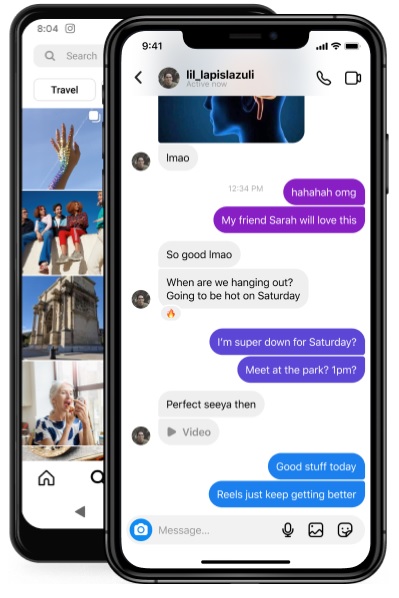 8:04
Search
Travel
9:41
lil_lapislazuli
Active now
lmao
12:34 PM
hahahah omg
My friend Sarah will love this
So good lmao
When are we hanging out?
Going to be hot on Saturday
I'm super down for Saturday?
Meet at the park? 1pm?
Perfect seeya then
Video
Good stuff today
Reels just keep getting better
Message...